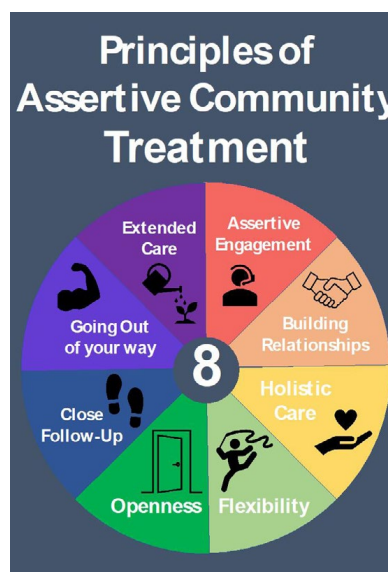 Principles of
Assertive Community
Treatment
Extended
Care
Assertive
Engagement
Going Out
of your way
Building
Relationships
8
Close
Follow-Up
Holistic
Care
Openness
Flexibility